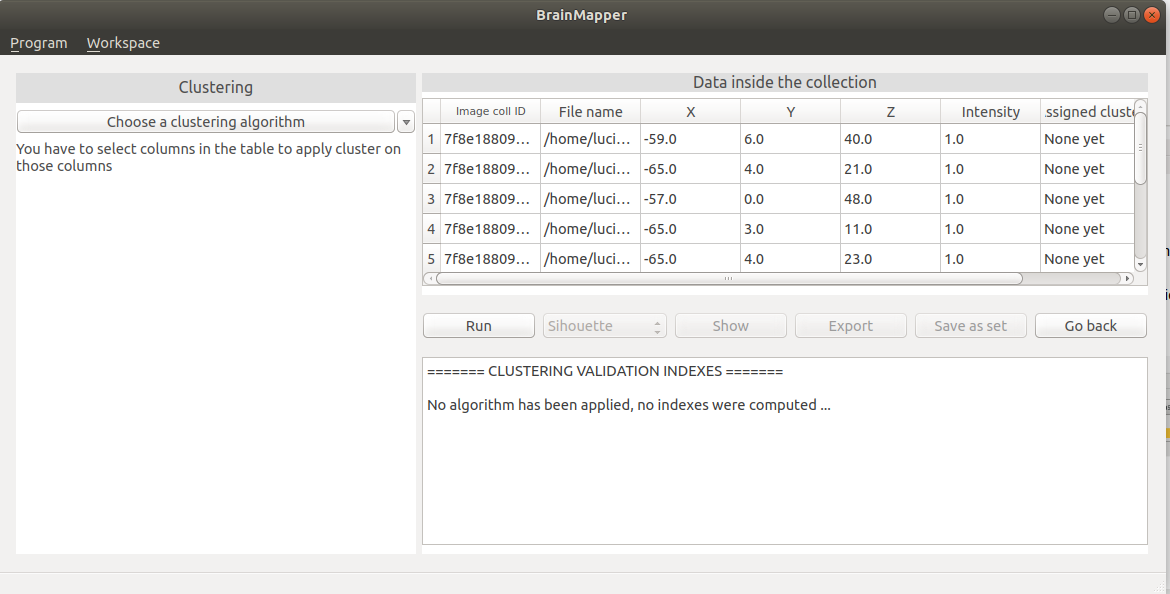 BrainMapper
Program Workspace
Clustering
Choose a clustering algorithm
You have to select columns in the table to apply cluster on
those columns
Data inside the collection
Image coll ID File name X Y Z Intensity .ssigned cluste
1 7f8e18809... /home/luci... -59.0 6.0 40.0 1.0 None yet
2 7f8e18809... /home/luci... -65.0 4.0 21.0 1.0 None yet
3 7f8e18809... /home/luci... -57.0 0.0 48.0 1.0 None yet
4 7f8e18809... /home/luci... -65.0 3.0 11.0 1.0 None yet
5 7f8e18809... /home/luci... -65.0 4.0 23.0 1.0 None yet
Run Sihouette Show Export Save as set Go back
======= CLUSTERING VALIDATION INDEXES =======
No algorithm has been applied, no indexes were computed ...